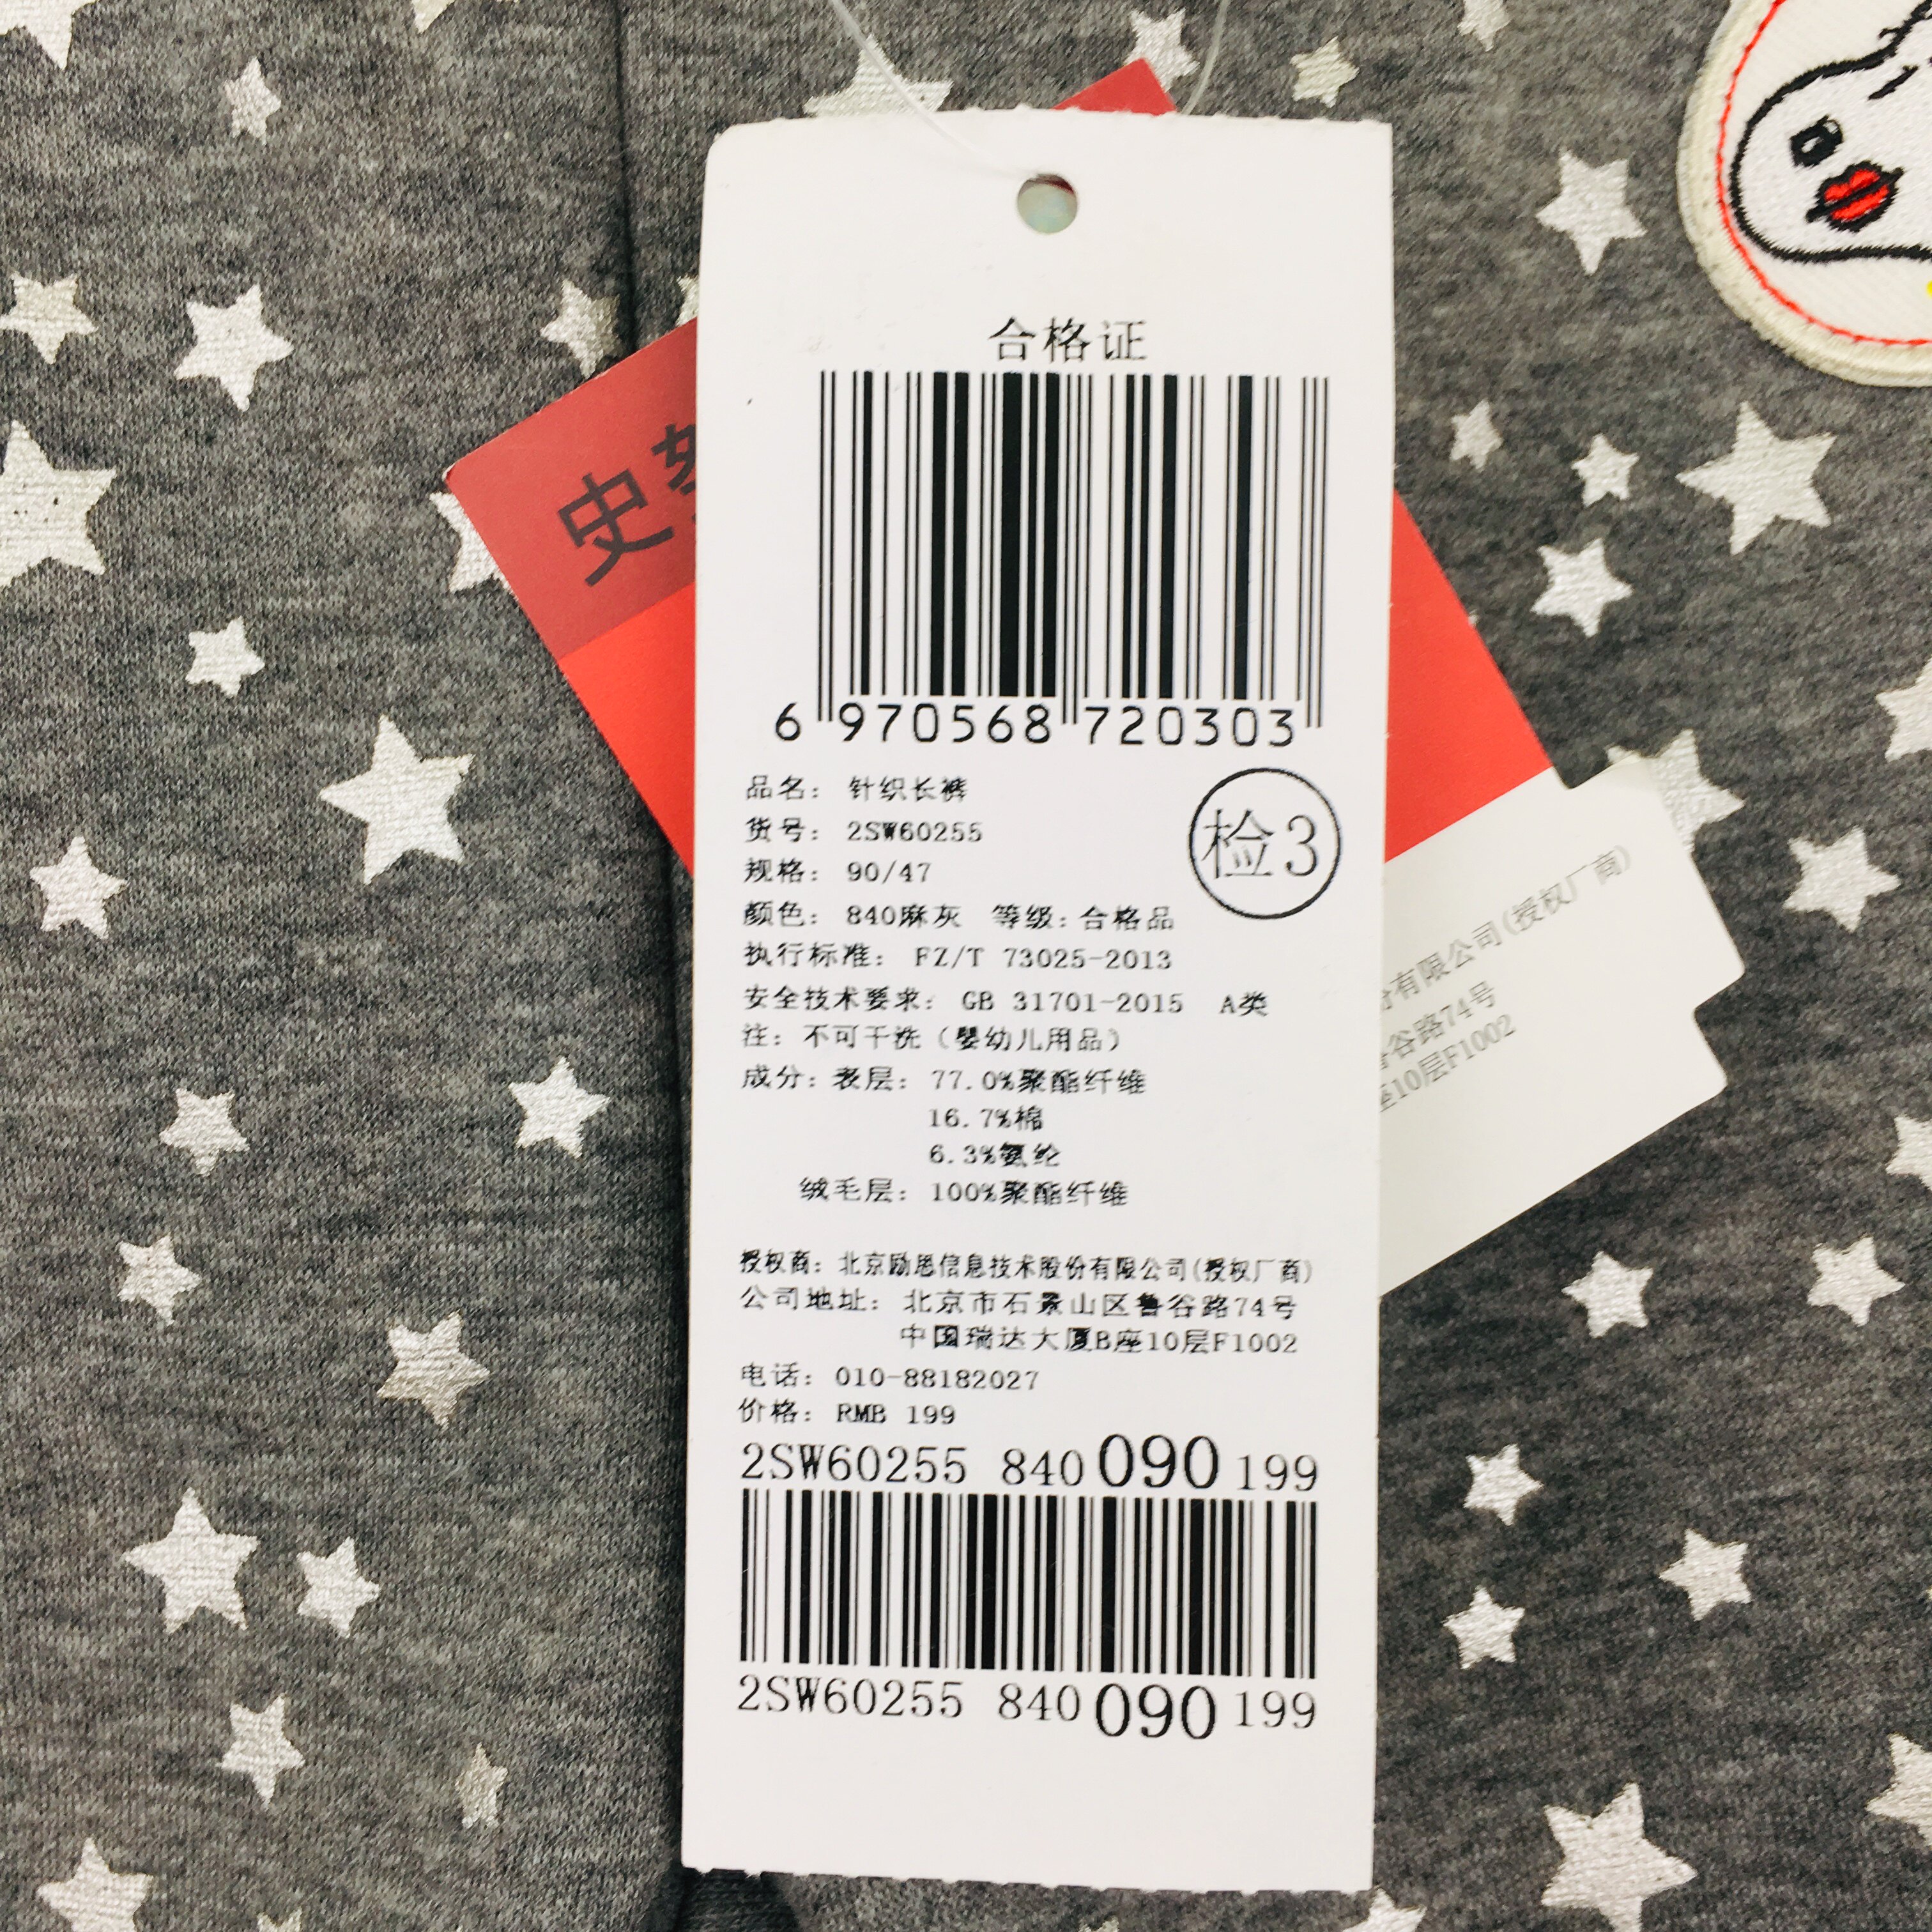 合格证
6 970568 720303
品名: 针织长裤
货号: 2SW60255
规格: 90/47
检3
颜色: 840麻灰 等级: 合格品
执行标准: FZ/T 73025-2013
安全技术要求: GB 31701-2015 A类
注: 不可干洗 (婴幼儿用品)
成分: 表层: 77.0%聚酯纤维
16.7%棉
6.3%氨纶
绒毛层: 100%聚酯纤维
授权商: 北京励思信息技术股份有限公司(授权厂商)
公司地址: 北京市石景山区鲁谷路74号
中国瑞达大厦B座10层F1002
电话: 010-88182027
价格: RMB 199
2SW60255 840 090 199
2SW60255 840 090 199
史
份有限公司(授权厂商)
谷路74号
10层F1002